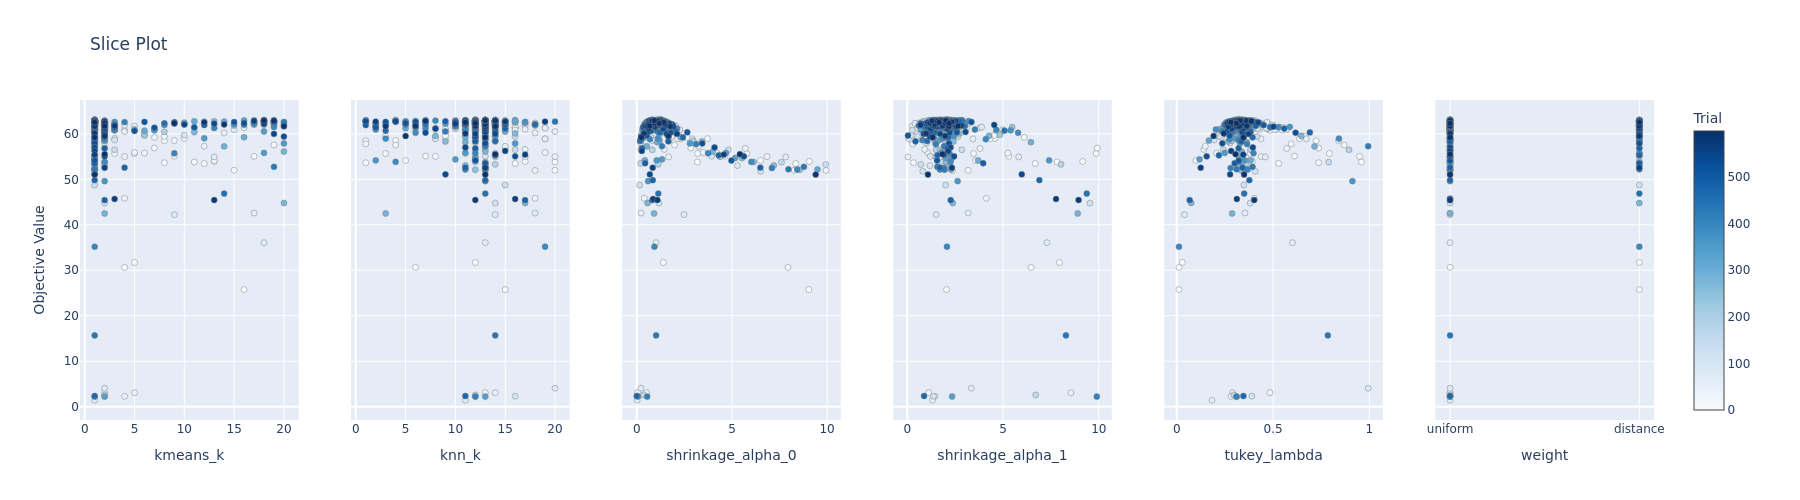 Slice Plot
Objective Value
60
50
40
30
20
10
0
0 5 10 15 20
kmeans_k
0 5 10 15 20
knn_k
0 5 10
shrinkage_alpha_0
0 5 10
shrinkage_alpha_1
0 0.5 1
tukey_lambda
uniform distance
weight
Trial
500
400
300
200
100
0